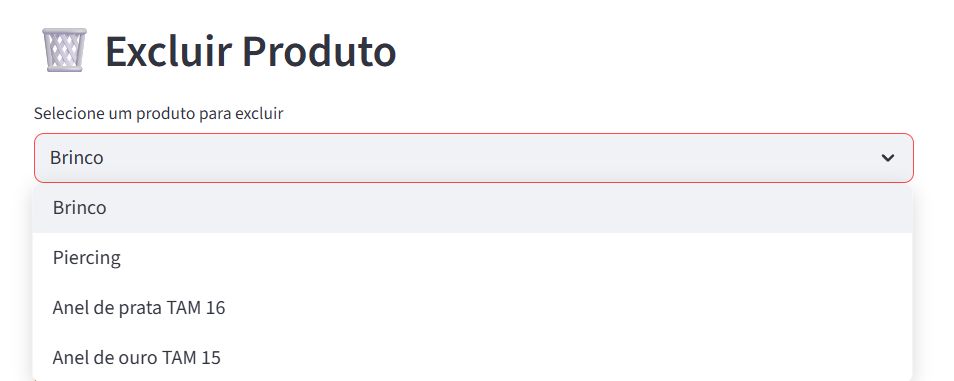 Excluir Produto
Selecione um produto para excluir
Brinco
Brinco
Piercing
Anel de prata TAM 16
Anel de ouro TAM 15